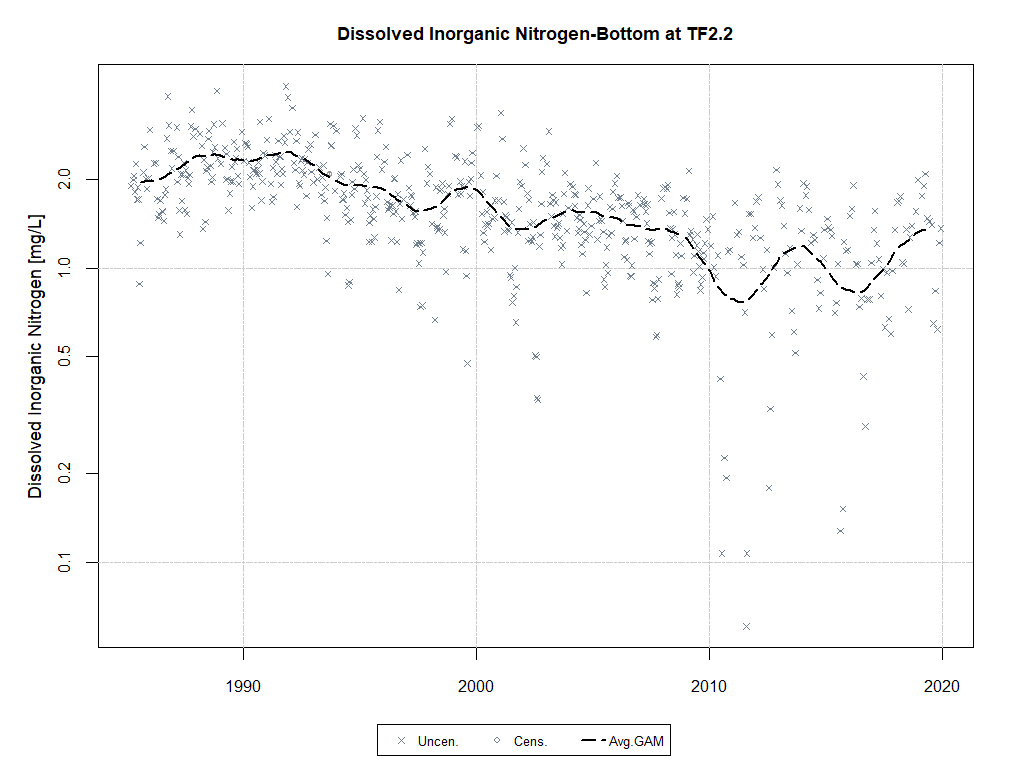 Dissolved Inorganic Nitrogen-Bottom at TF2.2
Dissolved Inorganic Nitrogen [mg/L]
2.0
1.0
0.5
0.2
0.1
1990 2000 2010 2020
Uncen. Cens. Avg.GAM